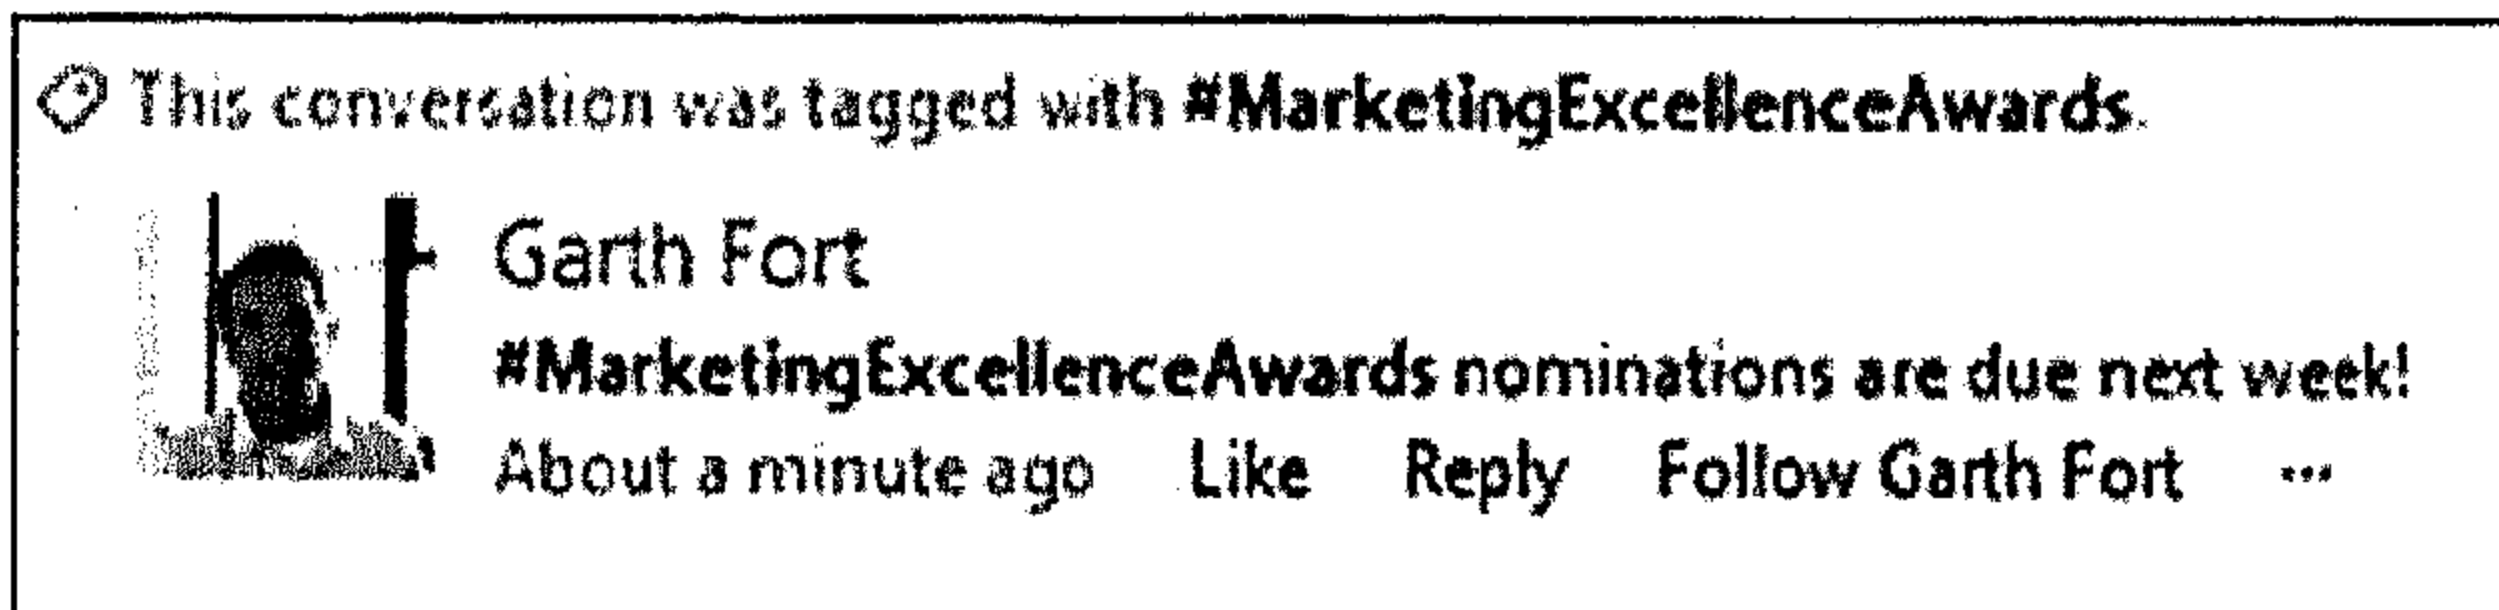 This conversation was tagged with #MarketingExcellenceAwards.
Garth Fort
#MarketingExcellenceAwards nominations are due next week!
About a minute ago Like Reply Follow Garth Fort ...